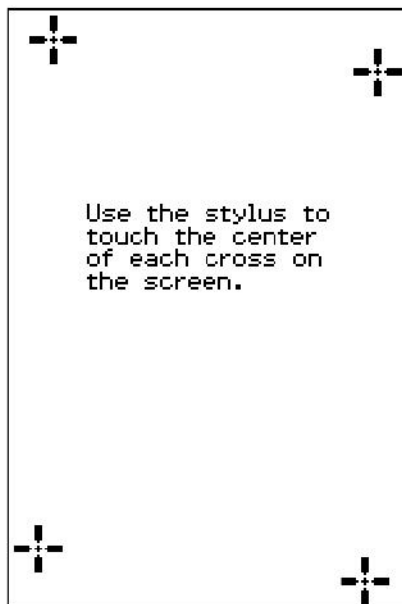 Use the stylus to
touch the center
of each cross on
the screen.